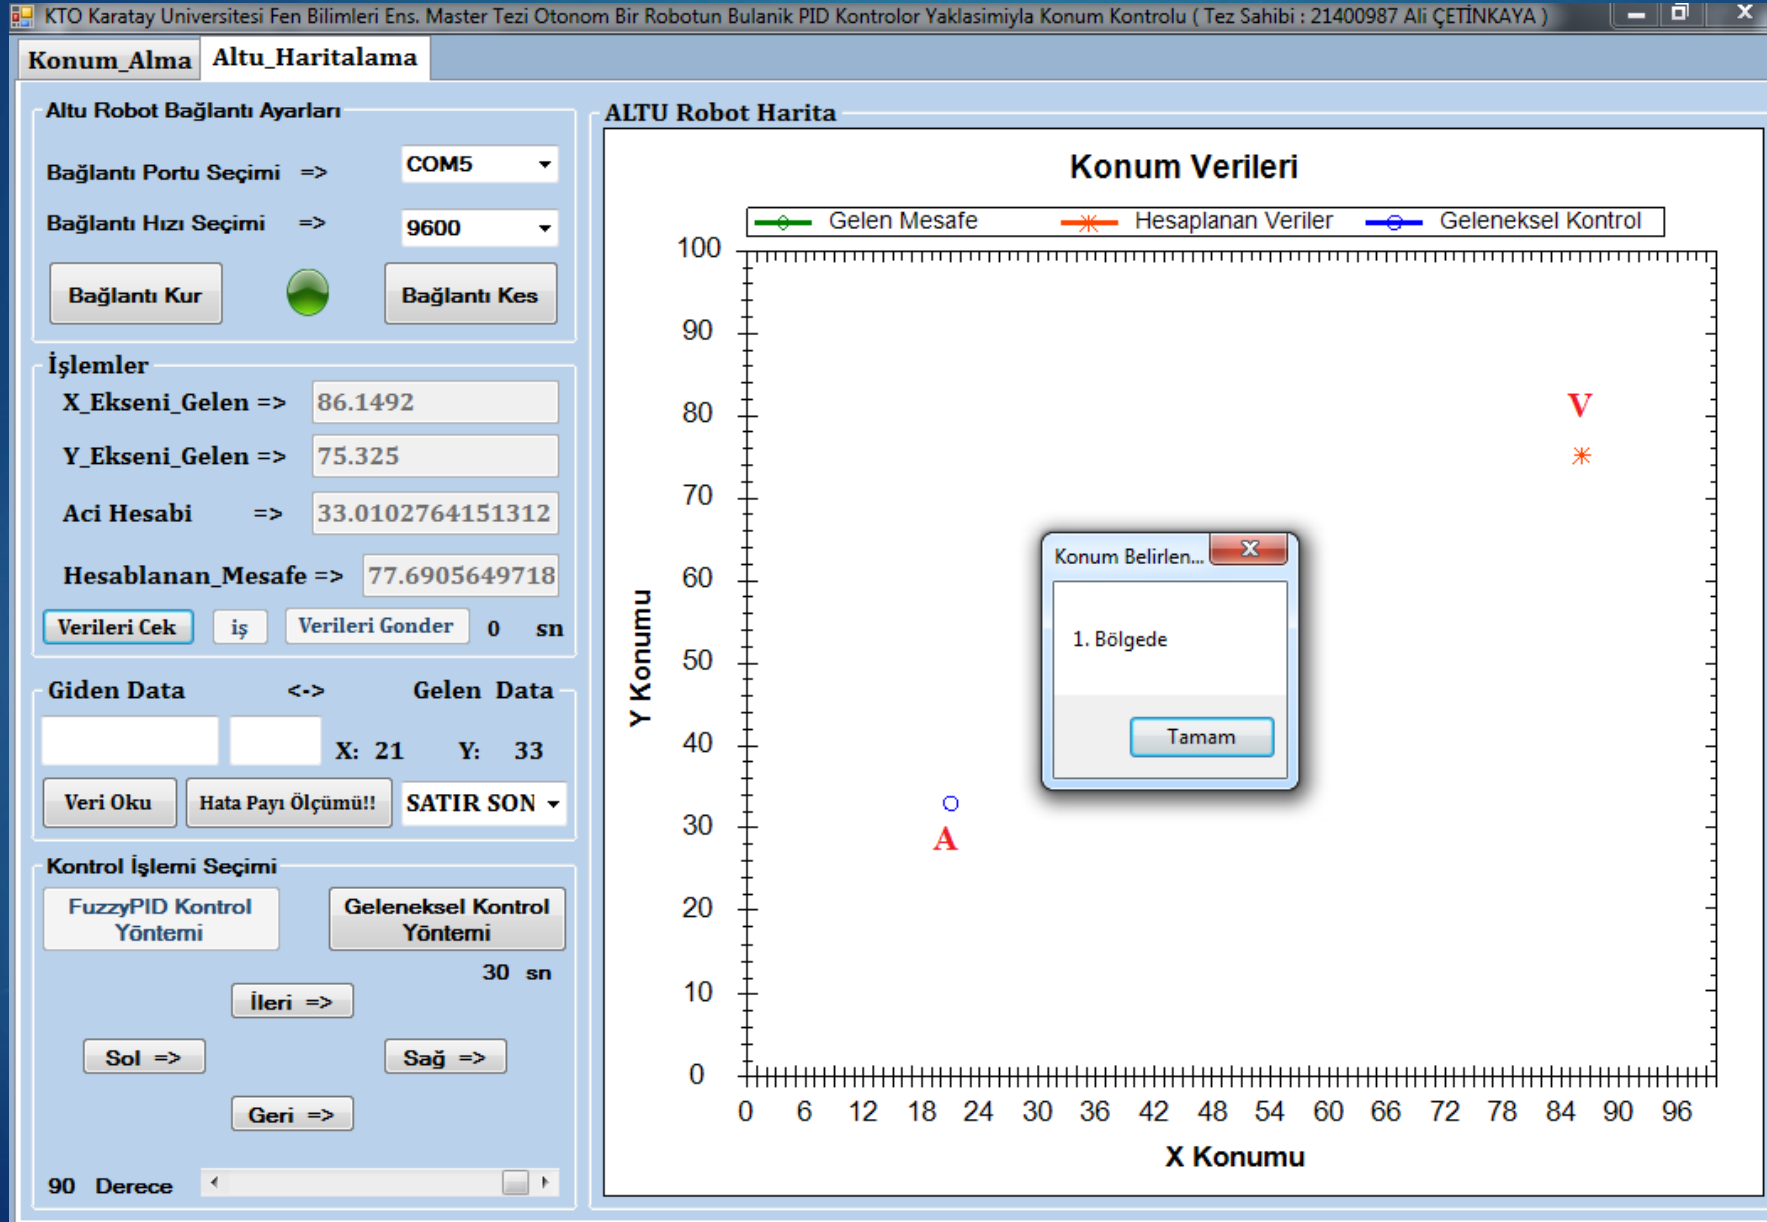 KTO Karatay Universitesi Fen Bilimleri Ens. Master Tezi Otonom Bir Robotun Bulanik PID Kontrolor Yaklasimiyla Konum Kontrolu ( Tez Sahibi : 21400987 Ali ÇETİNKAYA )
Konum_Alma Altu_Haritalama
Altu Robot Bağlantı Ayarları
Bağlantı Portu Seçimi => COM5
Bağlantı Hızı Seçimi => 9600
Bağlantı Kur Bağlantı Kes
İşlemler
X_Ekseni_Gelen => 86.1492
Y_Ekseni_Gelen => 75.325
Aci Hesabi => 33.0102764151312
Hesablanan_Mesafe => 77.6905649718
Verileri Cek iş Verileri Gonder 0 sn
Giden Data <-> Gelen Data
X: 21 Y: 33
Veri Oku Hata Payı Ölçümü!! SATIR SON
Kontrol İşlemi Seçimi
FuzzyPID Kontrol Yöntemi
Geleneksel Kontrol Yöntemi
30 sn
İleri =>
Sol => Sağ =>
Geri =>
90 Derece
ALTU Robot Harita
Konum Verileri
Gelen Mesafe Hesaplanan Veriler Geleneksel Kontrol
100
90
80
70
60
50
40
30
20
10
0
Y Konumu
V
A
Konum Belirlen...
1. Bölgede
Tamam
0 6 12 18 24 30 36 42 48 54 60 66 72 78 84 90 96
X Konumu